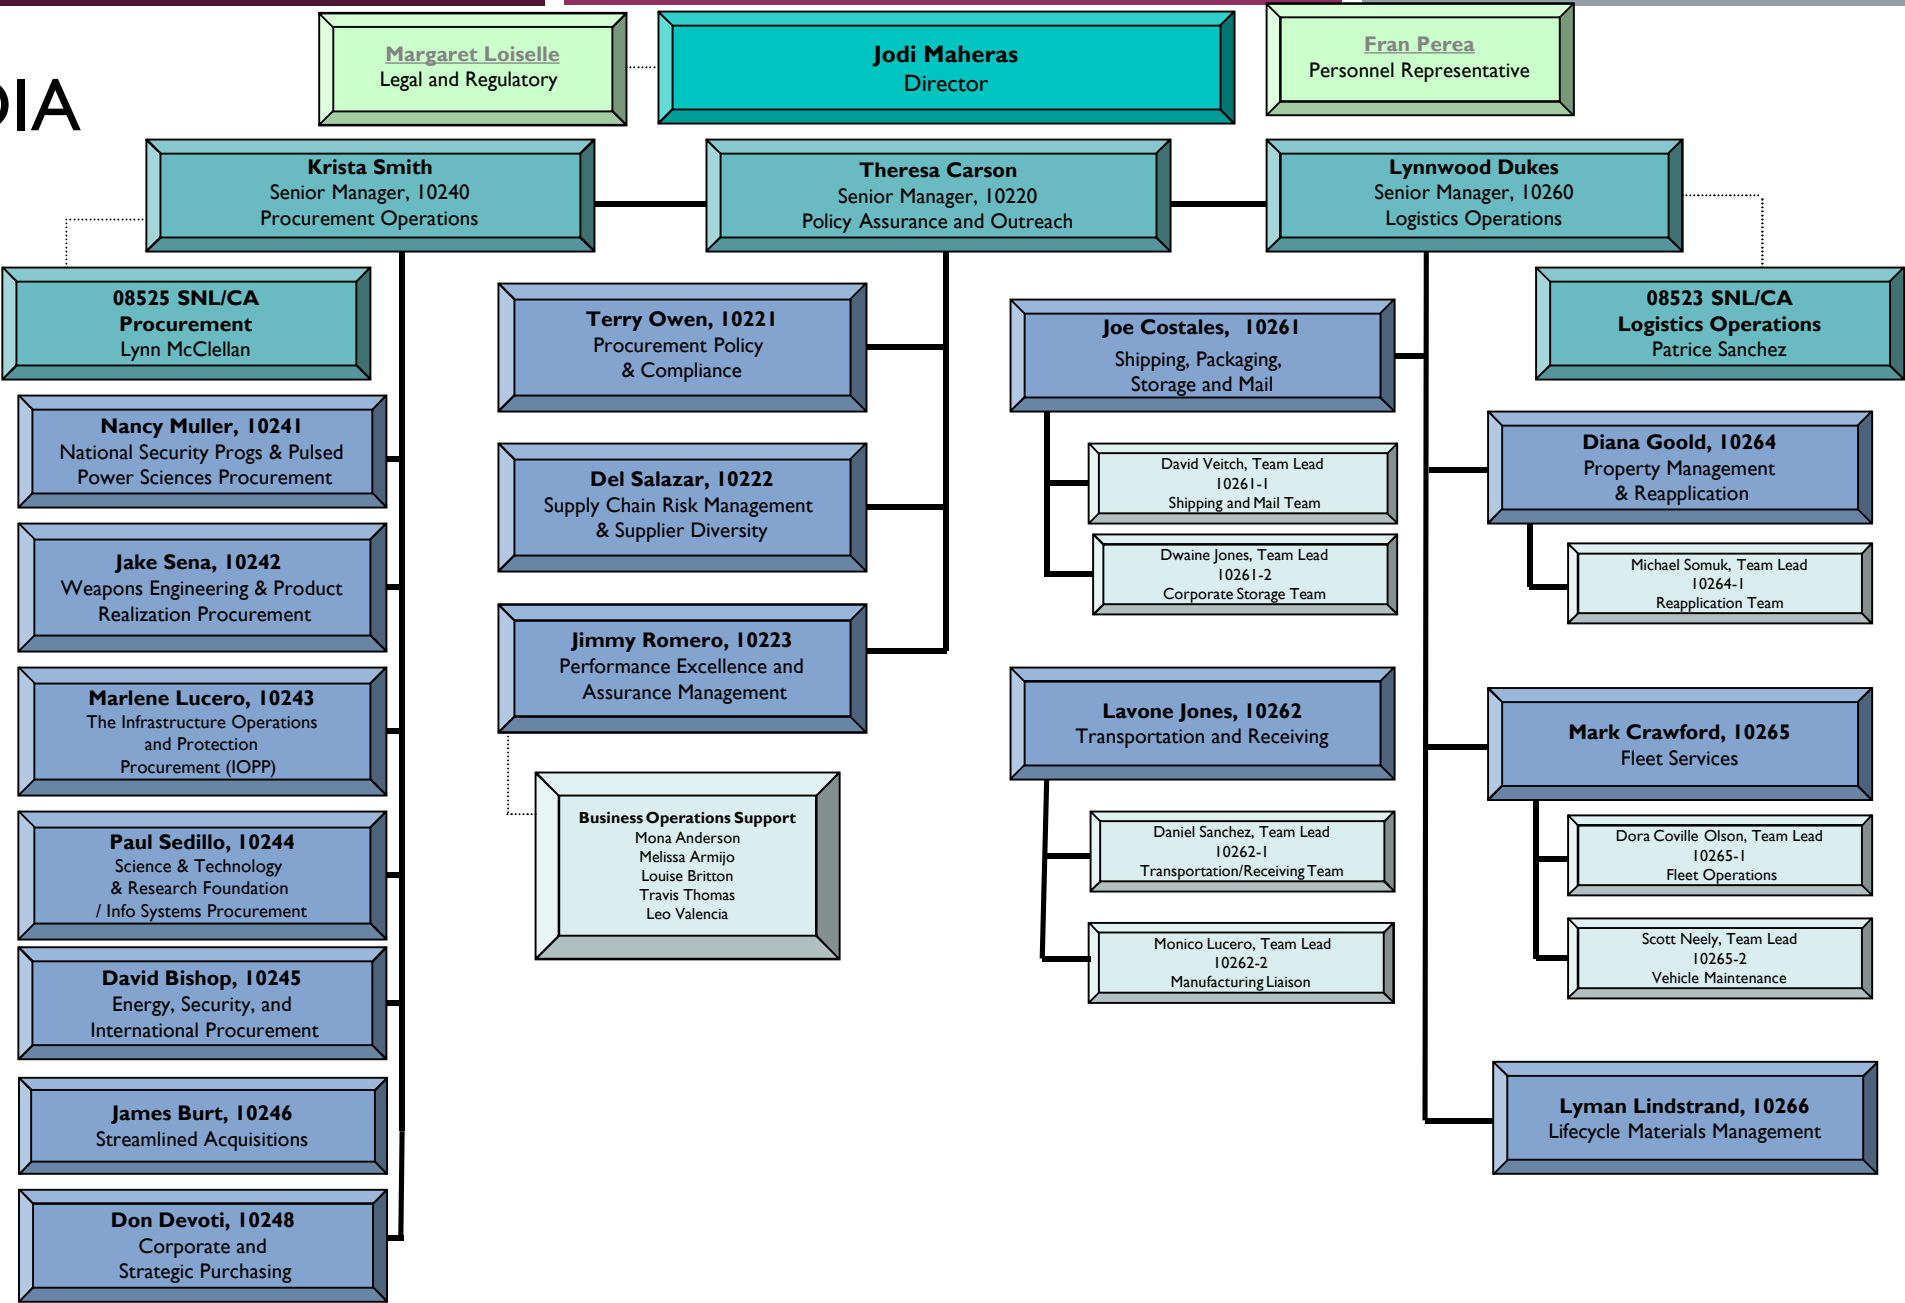 DIA
Margaret Loiselle
Legal and Regulatory
Jodi Maheras
Director
Fran Perea
Personnel Representative
Krista Smith
Senior Manager, 10240
Procurement Operations
Theresa Carson
Senior Manager, 10220
Policy Assurance and Outreach
Lynnwood Dukes
Senior Manager, 10260
Logistics Operations
08525 SNL/CA
Procurement
Lynn McClellan
Nancy Muller, 10241
National Security Progs & Pulsed
Power Sciences Procurement
Jake Sena, 10242
Weapons Engineering & Product
Realization Procurement
Marlene Lucero, 10243
The Infrastructure Operations
and Protection
Procurement (IOPP)
Paul Sedillo, 10244
Science & Technology
& Research Foundation
/ Info Systems Procurement
David Bishop, 10245
Energy, Security, and
International Procurement
James Burt, 10246
Streamlined Acquisitions
Don Devoti, 10248
Corporate and
Strategic Purchasing
Terry Owen, 10221
Procurement Policy
& Compliance
Del Salazar, 10222
Supply Chain Risk Management
& Supplier Diversity
Jimmy Romero, 10223
Performance Excellence and
Assurance Management
Business Operations Support
Mona Anderson
Melissa Armijo
Louise Britton
Travis Thomas
Leo Valencia
Joe Costales, 10261
Shipping, Packaging,
Storage and Mail
David Veitch, Team Lead
10261-1
Shipping and Mail Team
Dwaine Jones, Team Lead
10261-2
Corporate Storage Team
Lavone Jones, 10262
Transportation and Receiving
Daniel Sanchez, Team Lead
10262-1
Transportation/Receiving Team
Monico Lucero, Team Lead
10262-2
Manufacturing Liaison
08523 SNL/CA
Logistics Operations
Patrice Sanchez
Diana Goold, 10264
Property Management
& Reapplication
Michael Somuk, Team Lead
10264-1
Reapplication Team
Mark Crawford, 10265
Fleet Services
Dora Coville Olson, Team Lead
10265-1
Fleet Operations
Scott Neely, Team Lead
10265-2
Vehicle Maintenance
Lyman Lindstrand, 10266
Lifecycle Materials Management